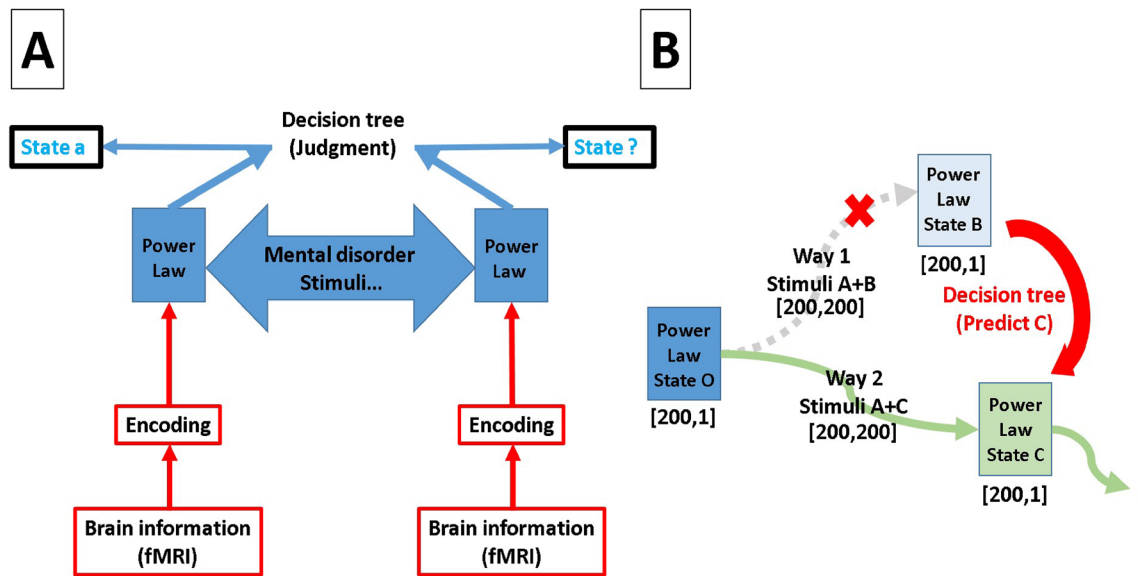 A
Decision tree
(Judgment)
State a
State ?
Power
Law
Mental disorder
Stimuli...
Power
Law
Encoding
Encoding
Brain information
(fMRI)
Brain information
(fMRI)
B
Power
Law
State B
[200,1]
Way 1
Stimuli A+B
[200,200]
Decision tree
(Predict C)
Power
Law
State O
[200,1]
Way 2
Stimuli A+C
[200,200]
Power
Law
State C
[200,1]